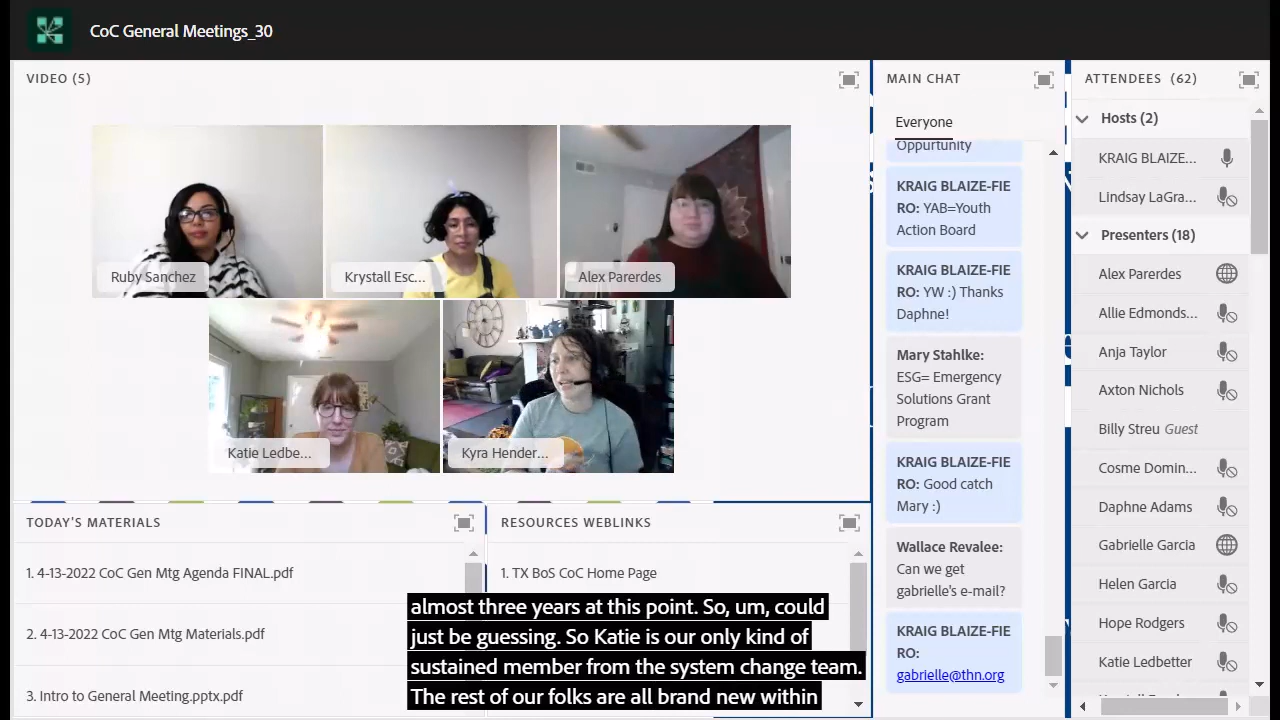 CoC General Meetings_30
VIDEO (5)
Ruby Sanchez
Krystall Esc...
Alex Parerdes
Katie Ledbe...
Kyra Hender...
TODAY'S MATERIALS
1. 4-13-2022 CoC Gen Mtg Agenda FINAL.pdf
2. 4-13-2022 CoC Gen Mtg Materials.pdf
3. Intro to General Meeting.pptx.pdf
RESOURCES WEBLINKS
1. TX BoS CoC Home Page
almost three years at this point. So, um, could
just be guessing. So Katie is our only kind of
sustained member from the system change team.
The rest of our folks are all brand new within
MAIN CHAT
Everyone
Oppurtunity
KRAIG BLAIZE-FIE
RO: YAB=Youth
Action Board
KRAIG BLAIZE-FIE
RO: YW :) Thanks
Daphne!
Mary Stahlke:
ESG= Emergency
Solutions Grant
Program
KRAIG BLAIZE-FIE
RO: Good catch
Mary :)
Wallace Revalee:
Can we get
gabrielle's e-mail?
KRAIG BLAIZE-FIE
RO:
gabrielle@thn.org
ATTENDEES (62)
Hosts (2)
KRAIG BLAIZE...
Lindsay LaGra...
Presenters (18)
Alex Parerdes
Allie Edmonds...
Anja Taylor
Axton Nichols
Billy Streu Guest
Cosme Domin...
Daphne Adams
Gabrielle Garcia
Helen Garcia
Hope Rodgers
Katie Ledbetter